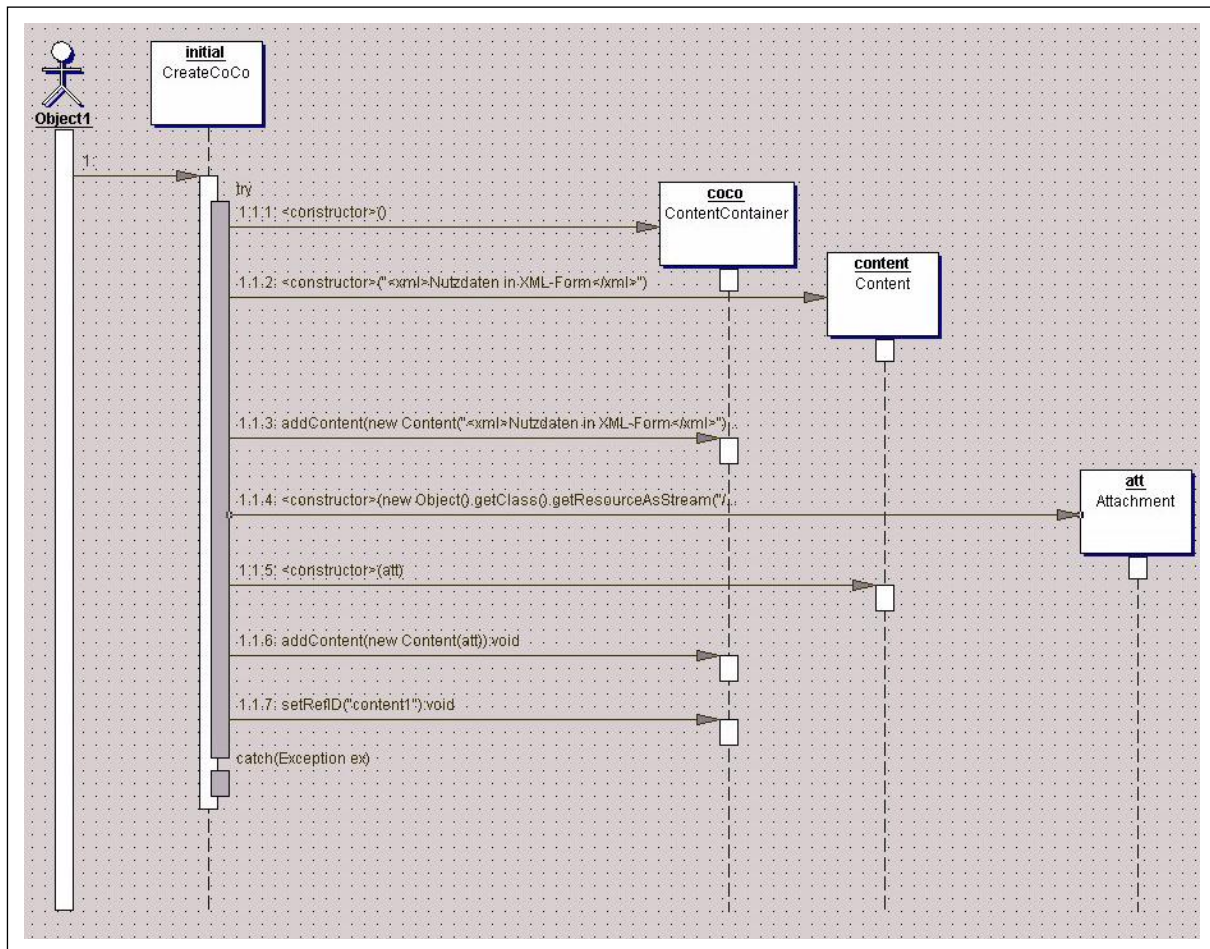 initial
CreateCoCo
Object1
1:
try
1.1.1: <constructor>()
coco
ContentContainer
content
Content
1.1.2: <constructor>("<xml>Nutzdaten in XML-Form</xml>")
1.1.3: addContent(new Content("<xml>Nutzdaten in XML-Form</xml>")...
att
Attachment
1.1.4: <constructor>(new Object().getClass().getResourceAsStream("/...
1.1.5: <constructor>(att)
1.1.6: addContent(new Content(att)):void
1.1.7: setRefID("content1"):void
catch(Exception ex)